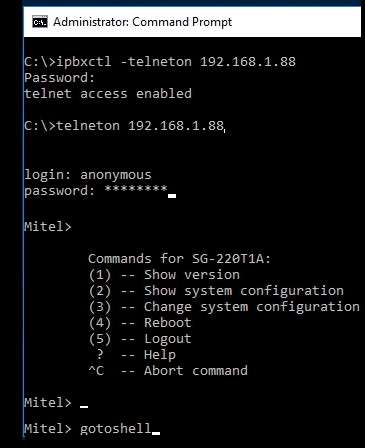 Administrator: Command Prompt
C:\>ipbxctl -telneton 192.168.1.88
Password:
telnet access enabled
C:\>telneton 192.168.1.88
login: anonymous
password: ********
Mitel>
Commands for SG-220T1A:
(1) -- Show version
(2) -- Show system configuration
(3) -- Change system configuration
(4) -- Reboot
(5) -- Logout
? -- Help
^C -- Abort command
Mitel>
Mitel> gotoshell